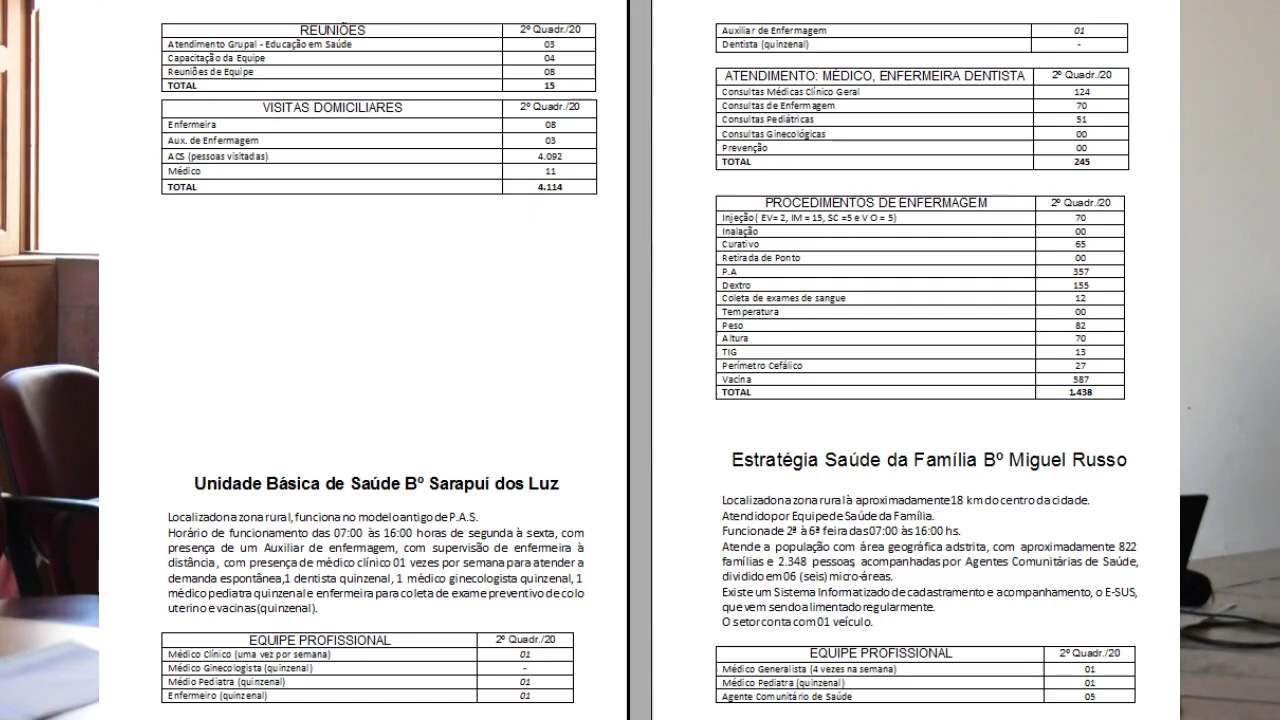 REUNIÕES 2º Quadr./20
Atendimento Grupal - Educação em Saúde 03
Capacitação da Equipe 04
Reuniões de Equipe 08
TOTAL 15
VISITAS DOMICILIARES 2º Quadr./20
Enfermeira 08
Aux. de Enfermagem 03
ACS (pessoas visitadas) 4.092
Médico 11
TOTAL 4.114
Unidade Básica de Saúde Bº Sarapuí dos Luz
Localizado na zona rural, funciona no modelo antigo de P.A.S.
Horário de funcionamento das 07:00 às 16:00 horas de segunda à sexta, com
presença de um Auxiliar de enfermagem, com supervisão de enfermeira à
distância, com presença de médico clínico 01 vezes por semana para atender a
demanda espontânea,1 dentista quinzenal, 1 médico ginecologista quinzenal, 1
médico pediatra quinzenal e enfermeira para coleta de exame preventivo de colo
uterino e vacinas(quinzenal).
EQUIPE PROFISSIONAL 2º Quadr./20
Médico Clínico (uma vez por semana) 01
Médico Ginecologista (quinzenal) -
Médio Pediatra (quinzenal) 01
Enfermeiro (quinzenal) 01
Auxiliar de Enfermagem 01
Dentista (quinzenal) -
ATENDIMENTO: MÉDICO, ENFERMEIRA DENTISTA 2º Quadr./20
Consultas Médicas Clínico Geral 124
Consultas de Enfermagem 70
Consultas Pediátricas 51
Consultas Ginecológicas 00
Prevenção 00
TOTAL 245
PROCEDIMENTOS DE ENFERMAGEM 2º Quadr./20
Injeção( EV= 2, IM = 15, SC =5 e V O = 5) 70
Inalação 00
Curativo 65
Retirada de Ponto 00
P.A 357
Dextro 155
Coleta de exames de sangue 12
Temperatura 00
Peso 82
Altura 70
TIG 13
Perímetro Cefálico 27
Vacina 587
TOTAL 1.438
Estratégia Saúde da Família Bº Miguel Russo
Localizado na zona rural à aproximadamente 18 km do centro da cidade.
Atendido por Equipe de Saúde da Família.
Funciona de 2ª à 6ª feira das 07:00 às 16:00 hs.
Atende a população com área geográfica adstrita, com aproximadamente 822
famílias e 2.348 pessoas, acompanhadas por Agentes Comunitárias de Saúde,
dividido em 06 (seis) micro-áreas.
Existe um Sistema Informatizado de cadastramento e acompanhamento, o E-SUS,
que vem sendo alimentado regularmente.
O setor conta com 01 veículo.
EQUIPE PROFISSIONAL 2º Quadr./20
Médico Generalista (4 vezes na semana) 01
Médico Pediatra (quinzenal) 01
Agente Comunitário de Saúde 05